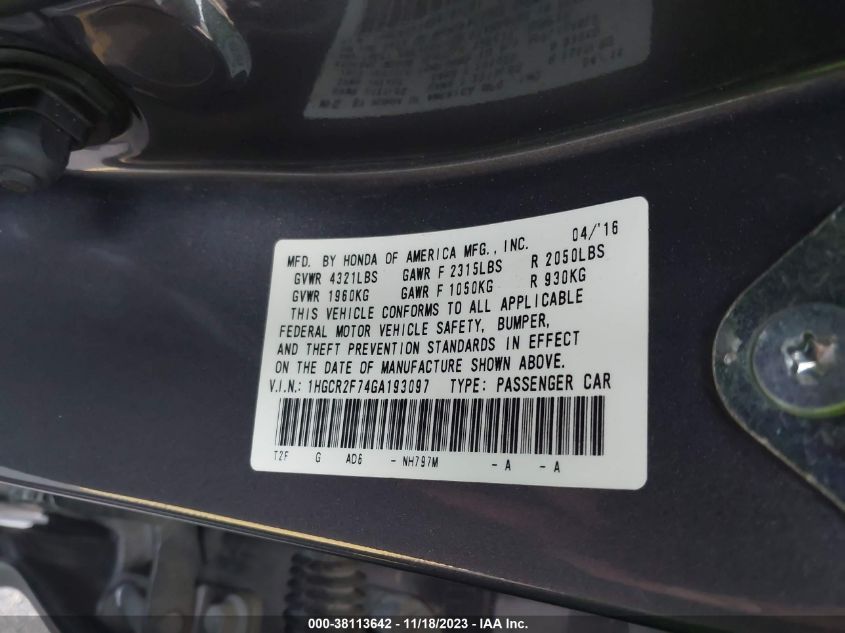 MFD. BY HONDA OF AMERICA MFG., INC. 04/'16
GVWR 4321LBS GAWR F 2315LBS R 2050LBS
GVWR 1960KG GAWR F 1050KG R 930KG
THIS VEHICLE CONFORMS TO ALL APPLICABLE
FEDERAL MOTOR VEHICLE SAFETY, BUMPER,
AND THEFT PREVENTION STANDARDS IN EFFECT
ON THE DATE OF MANUFACTURE SHOWN ABOVE.
V.I.N.: 1HGCR2F74GA193097 TYPE: PASSENGER CAR
T2F G AD6 - NH797M - A - A
000-38113642 - 11/18/2023 - IAAI.COM